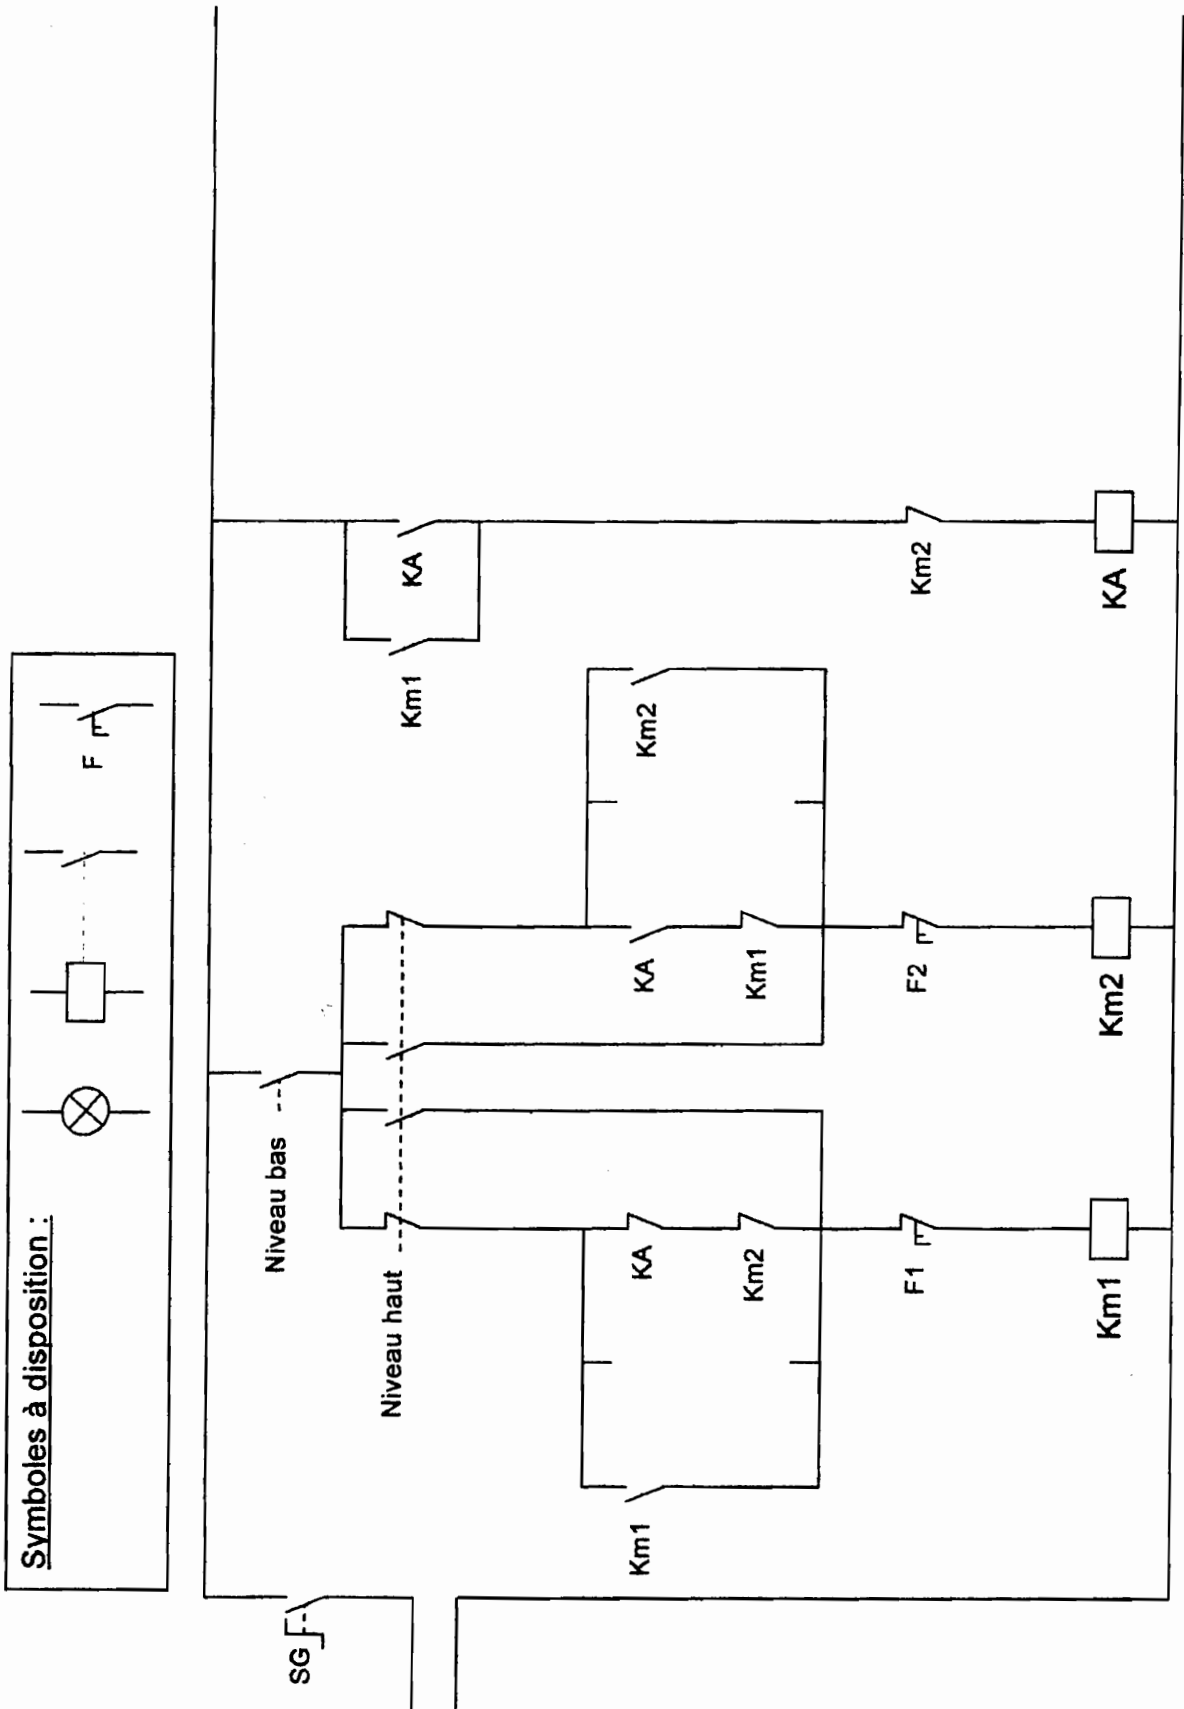 Symboles à disposition :
F
SG
Niveau bas
Niveau haut
KA
Km1
Km1
KA
Km2
KA
Km1
Km2
Km2
F1
F2
Km1
Km2
KA